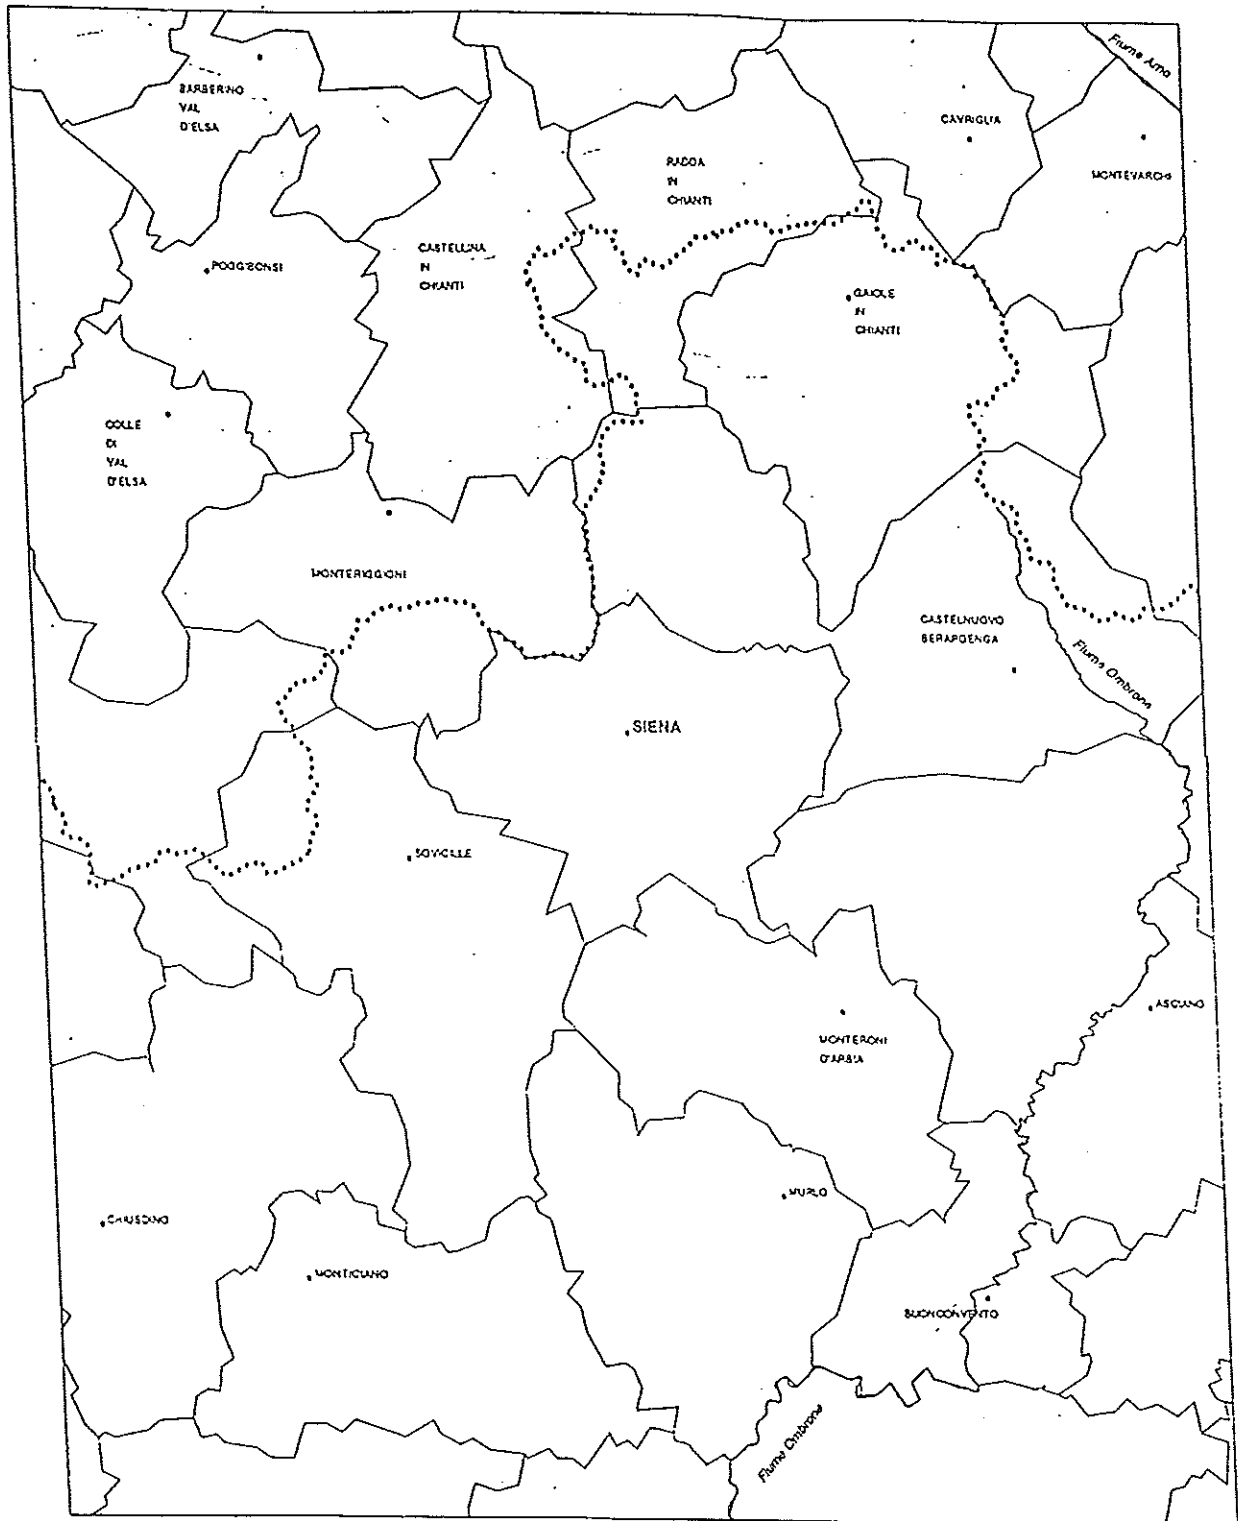 Fiume Arno
BARBERINO
VAL
D'ELSA
CAVRIGLIA
MONTEVARCHI
RADDA
IN
CHIANTI
CASTELLINA
IN
CHIANTI
POGGIBONSI
GAIOLE
IN
CHIANTI
COLLE
DI
VAL
D'ELSA
MONTERIGGIONI
CASTELNUOVO
BERARDENGA
Fiume Ombrone
SIENA
SOVICILLE
ASCIANO
MONTERONI
D'ARBIA
MURLO
CHIUSDINO
MONTICIANO
BUONCONVENTO
Fiume Ombrone